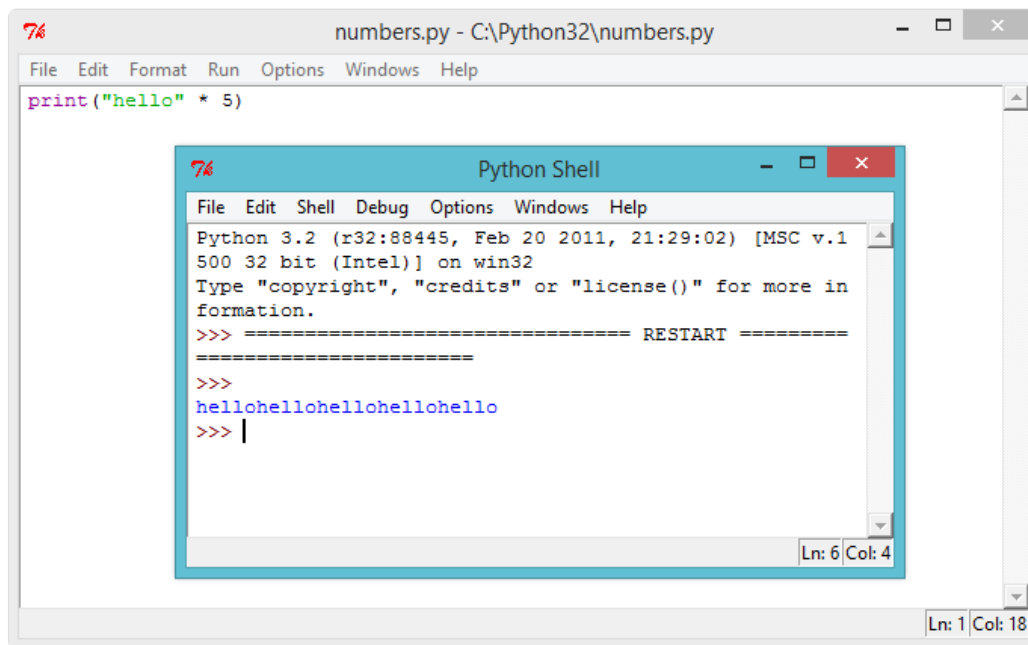 numbers.py - C:\Python32\numbers.py
File Edit Format Run Options Windows Help
print("hello" * 5)
Python Shell
File Edit Shell Debug Options Windows Help
Python 3.2 (r32:88445, Feb 20 2011, 21:29:02) [MSC v.1
500 32 bit (Intel)] on win32
Type "copyright", "credits" or "license()" for more in
formation.
>>> ================================ RESTART =========
=======================
>>>
hellohellohellohellohello
>>>
Ln: 6 Col: 4
Ln: 1 Col: 18